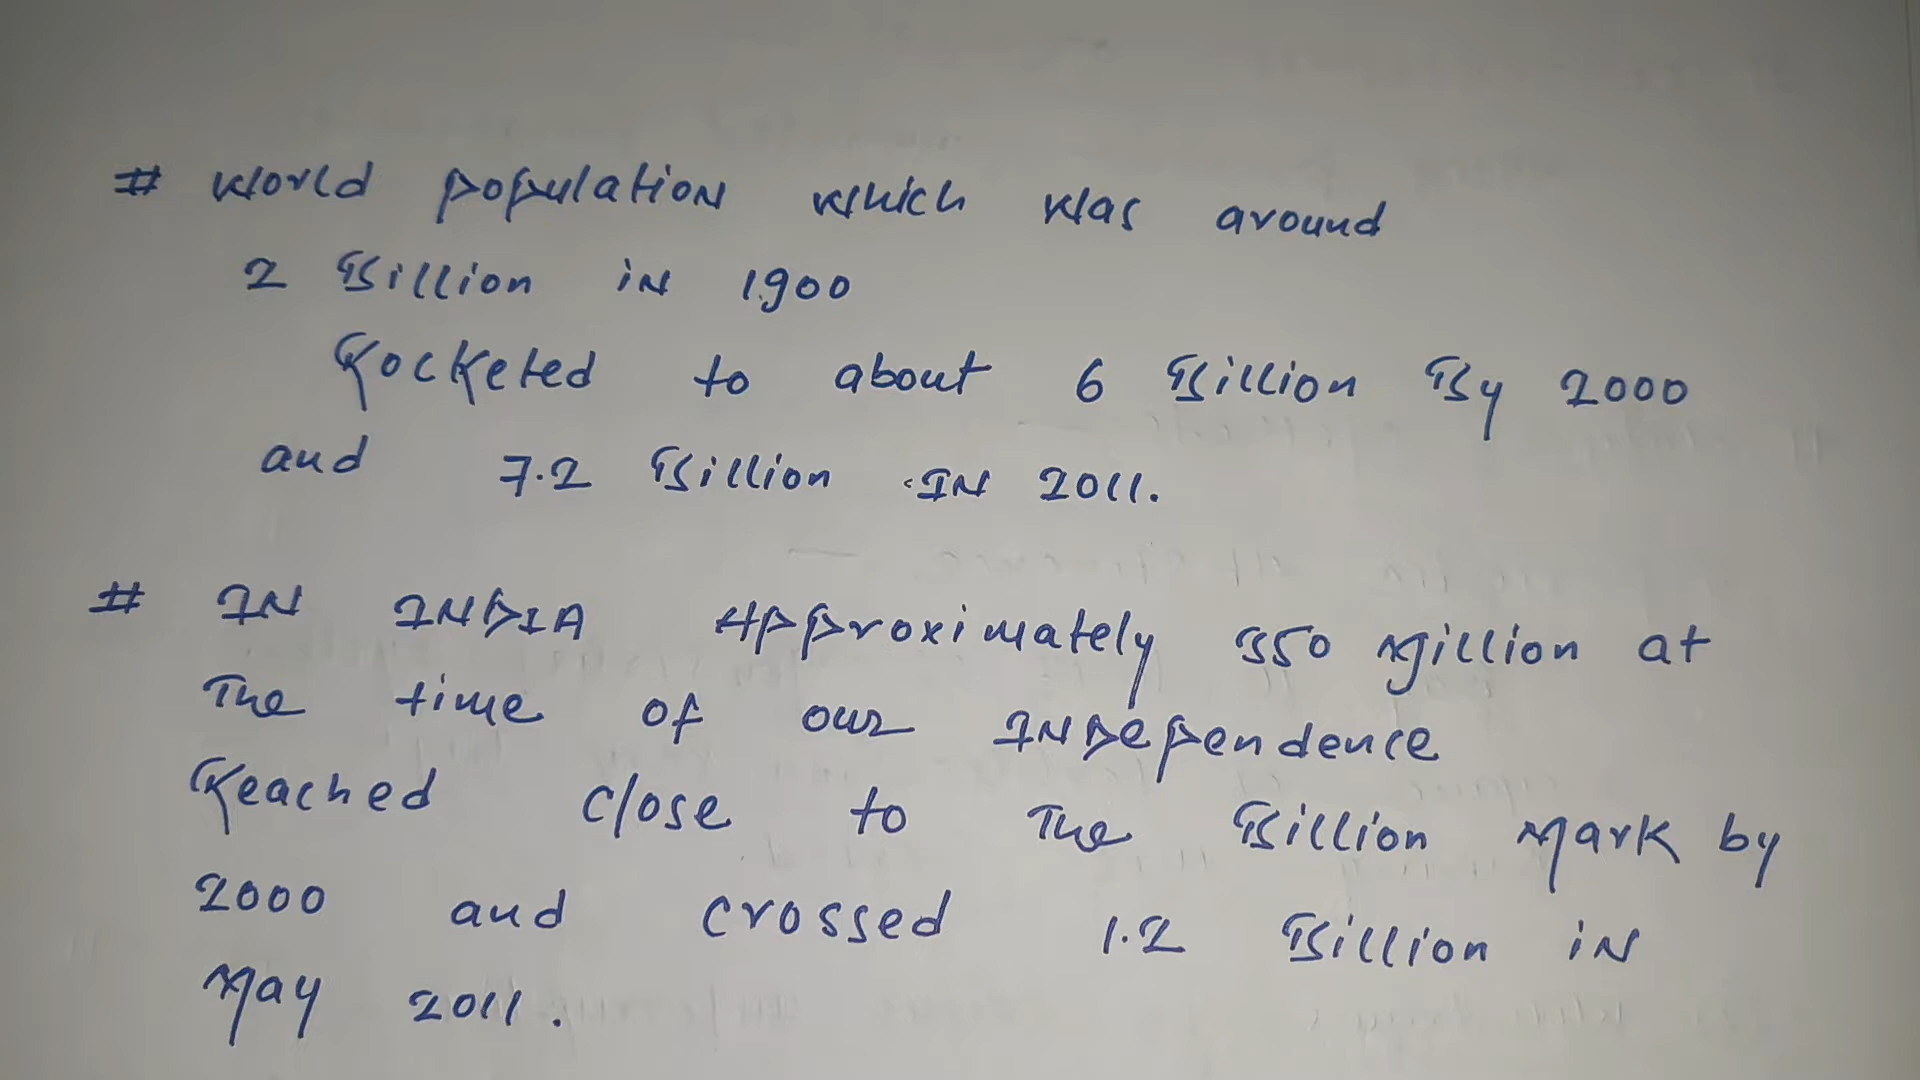 # World population which was around
2 Billion in 1900
Rocketed to about 6 Billion By 2000
and 7.2 Billion IN 2011.
# IN INDIA Approximately 350 Million at
The time of our INDependence
Reached close to The Billion Mark by
2000 and crossed 1.2 Billion iN
May 2011.